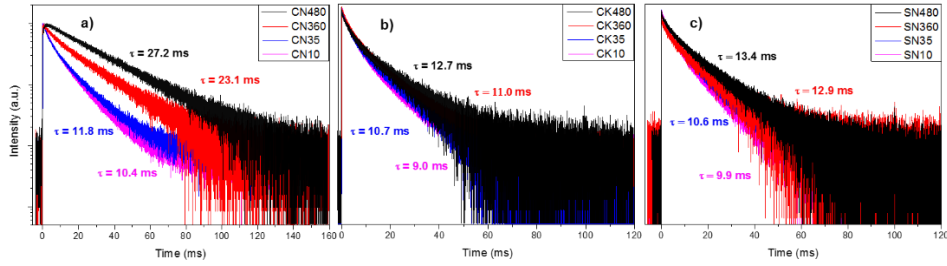 a)
CN480
CN360
CN35
CN10
τ = 27.2 ms
τ = 23.1 ms
τ = 11.8 ms
τ = 10.4 ms
Intensity (a.u.)
0 20 40 60 80 100 120 140 160
Time (ms)
b)
CK480
CK360
CK35
CK10
τ = 12.7 ms
τ = 11.0 ms
τ = 10.7 ms
τ = 9.0 ms
0 20 40 60 80 100 120
Time (ms)
c)
SN480
SN360
SN35
SN10
τ = 13.4 ms
τ = 12.9 ms
τ = 10.6 ms
τ = 9.9 ms
0 20 40 60 80 100 120
Time (ms)